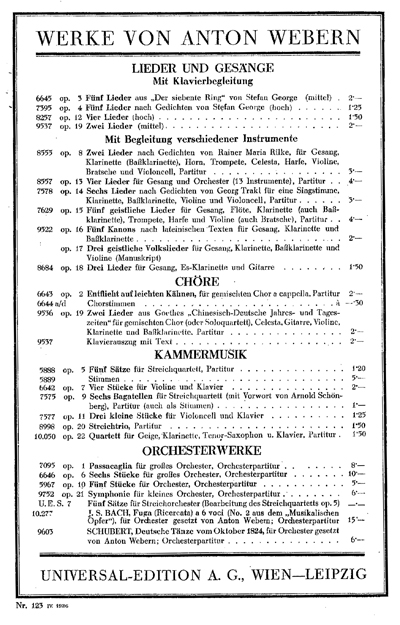 WERKE VON ANTON WEBERN
LIEDER UND GESÄNGE
Mit Klavierbegleitung
6645 op. 3 Fünf Lieder aus „Der siebente Ring" von Stefan George (mittel) . 2·—
7395 op. 4 Fünf Lieder nach Gedichten von Stefan George (hoch) . . . . . 1·25
8257 op. 12 Vier Lieder (hoch) . . . . . 1·50
9537 op. 19 Zwei Lieder (mittel) . . . . . 2·—
Mit Begleitung verschiedener Instrumente
8555 op. 8 Zwei Lieder nach Gedichten von Rainer Maria Rilke, für Gesang,
Klarinette (Baßklarinette), Horn, Trompete, Celesta, Harfe, Violine,
Bratsche und Violoncell, Partitur . . . . . 3·—
8557 op. 13 Vier Lieder für Gesang und Orchester (13 Instrumente), Partitur . . 4·—
7578 op. 14 Sechs Lieder nach Gedichten von Georg Trakl für eine Singstimme,
Klarinette, Baßklarinette, Violine und Violoncell, Partitur . . . 3·—
7629 op. 15 Fünf geistliche Lieder für Gesang, Flöte, Klarinette (auch Baß-
klarinette), Trompete, Harfe und Violine (auch Bratsche), Partitur . . 4·—
9522 op. 16 Fünf Kanons nach lateinischen Texten für Gesang, Klarinette und
Baßklarinette . . . . . 2·—
op. 17 Drei geistliche Volkslieder für Gesang, Klarinette, Baßklarinette und
Violine (Manuskript)
8684 op. 18 Drei Lieder für Gesang, Es-Klarinette und Gitarre . . . . . 1·50
CHÖRE
6643 op. 2 Entflieht auf leichten Kähnen, für gemischten Chor a cappella, Partitur 2·—
6644 a/d Chorstimmen . . . . . à —·30
9536 op. 19 Zwei Lieder aus Goethes „Chinesisch-Deutsche Jahres- und Tages-
zeiten" für gemischten Chor (oder Soloquartett), Celesta, Gitarre, Violine,
Klarinette und Baßklarinette, Partitur . . . . . 2·—
9537 Klavierauszug mit Text . . . . . 2·—
KAMMERMUSIK
5888 op. 5 Fünf Sätze für Streichquartett, Partitur . . . . . 1·20
5889 Stimmen . . . . . 5·—
6642 op. 7 Vier Stücke für Violine und Klavier . . . . . 2·—
7575 op. 9 Sechs Bagatellen für Streichquartett (mit Vorwort von Arnold Schön-
berg), Partitur (auch als Stimmen) . . . . . 1·—
7577 op. 11 Drei kleine Stücke für Violoncell und Klavier . . . . . 1·25
8998 op. 20 Streichtrio, Partitur . . . . . 1·50
10.050 op. 22 Quartett für Geige, Klarinette, Tenor-Saxophon u. Klavier, Partitur . 1·50
ORCHESTERWERKE
7095 op. 1 Passacaglia für großes Orchester, Orchesterpartitur . . . . . 8·—
6646 op. 6 Sechs Stücke für großes Orchester, Orchesterpartitur . . . . . 10·—
5967 op. 10 Fünf Stücke für Orchester, Orchesterpartitur . . . . . 5·—
9752 op. 21 Symphonie für kleines Orchester, Orchesterpartitur . . . . . 6·—
U. E. S. 7 Fünf Sätze für Streichorchester (Bearbeitung des Streichquartetts op. 5) —·—
10.277 J. S. BACH, Fuga (Ricercata) a 6 voci (No. 2 aus dem „Musikalischen
Opfer"), für Orchester gesetzt von Anton Webern; Orchesterpartitur 15·—
9603 SCHUBERT, Deutsche Tänze vom Oktober 1824, für Orchester gesetzt
von Anton Webern; Orchesterpartitur . . . . . 6·—
UNIVERSAL-EDITION A. G., WIEN—LEIPZIG
Nr. 123 IV. 1936